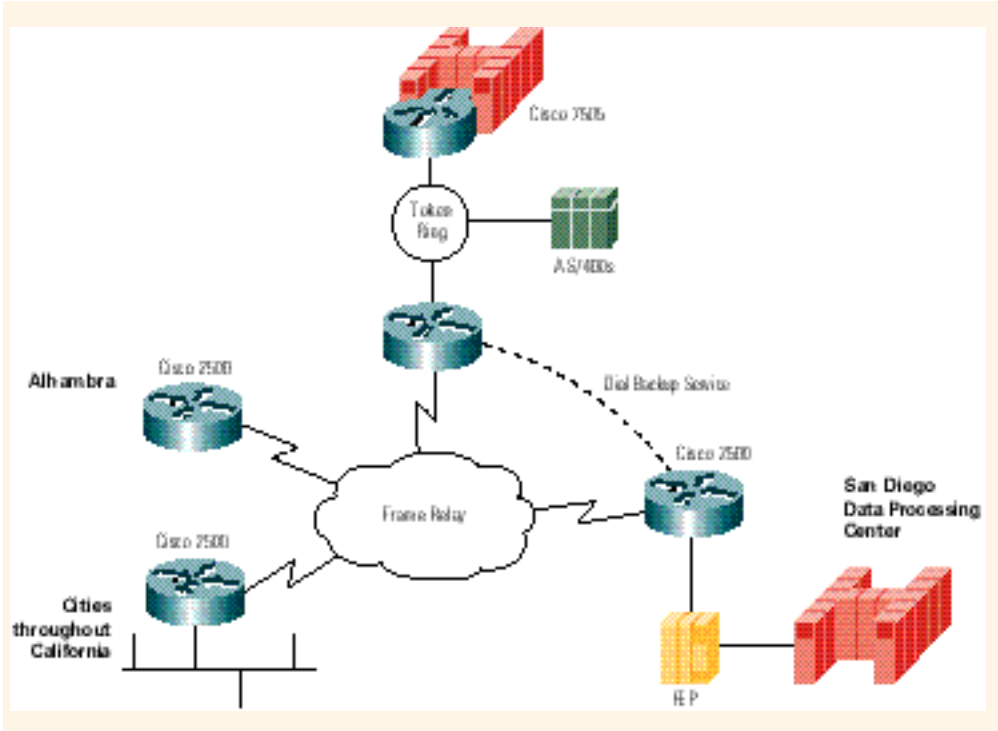 Cisco 7505
Token
Ring
AS/400s
Alhambra
Cisco 2500
Dial Backup Service
Cisco 2500
San Diego
Data Processing
Center
Frame Relay
Cisco 2500
Cities
throughout
California
FEP